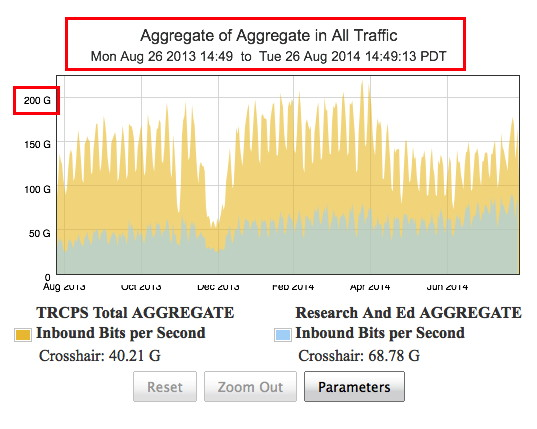 Aggregate of Aggregate in All Traffic
Mon Aug 26 2013 14:49 to Tue 26 Aug 2014 14:49:13 PDT
200 G
150 G
100 G
50 G
0
Aug 2013 Oct 2013 Dec 2013 Feb 2014 Apr 2014 Jun 2014
TRCPS Total AGGREGATE
Inbound Bits per Second
Crosshair: 40.21 G
Research And Ed AGGREGATE
Inbound Bits per Second
Crosshair: 68.78 G
Reset Zoom Out Parameters